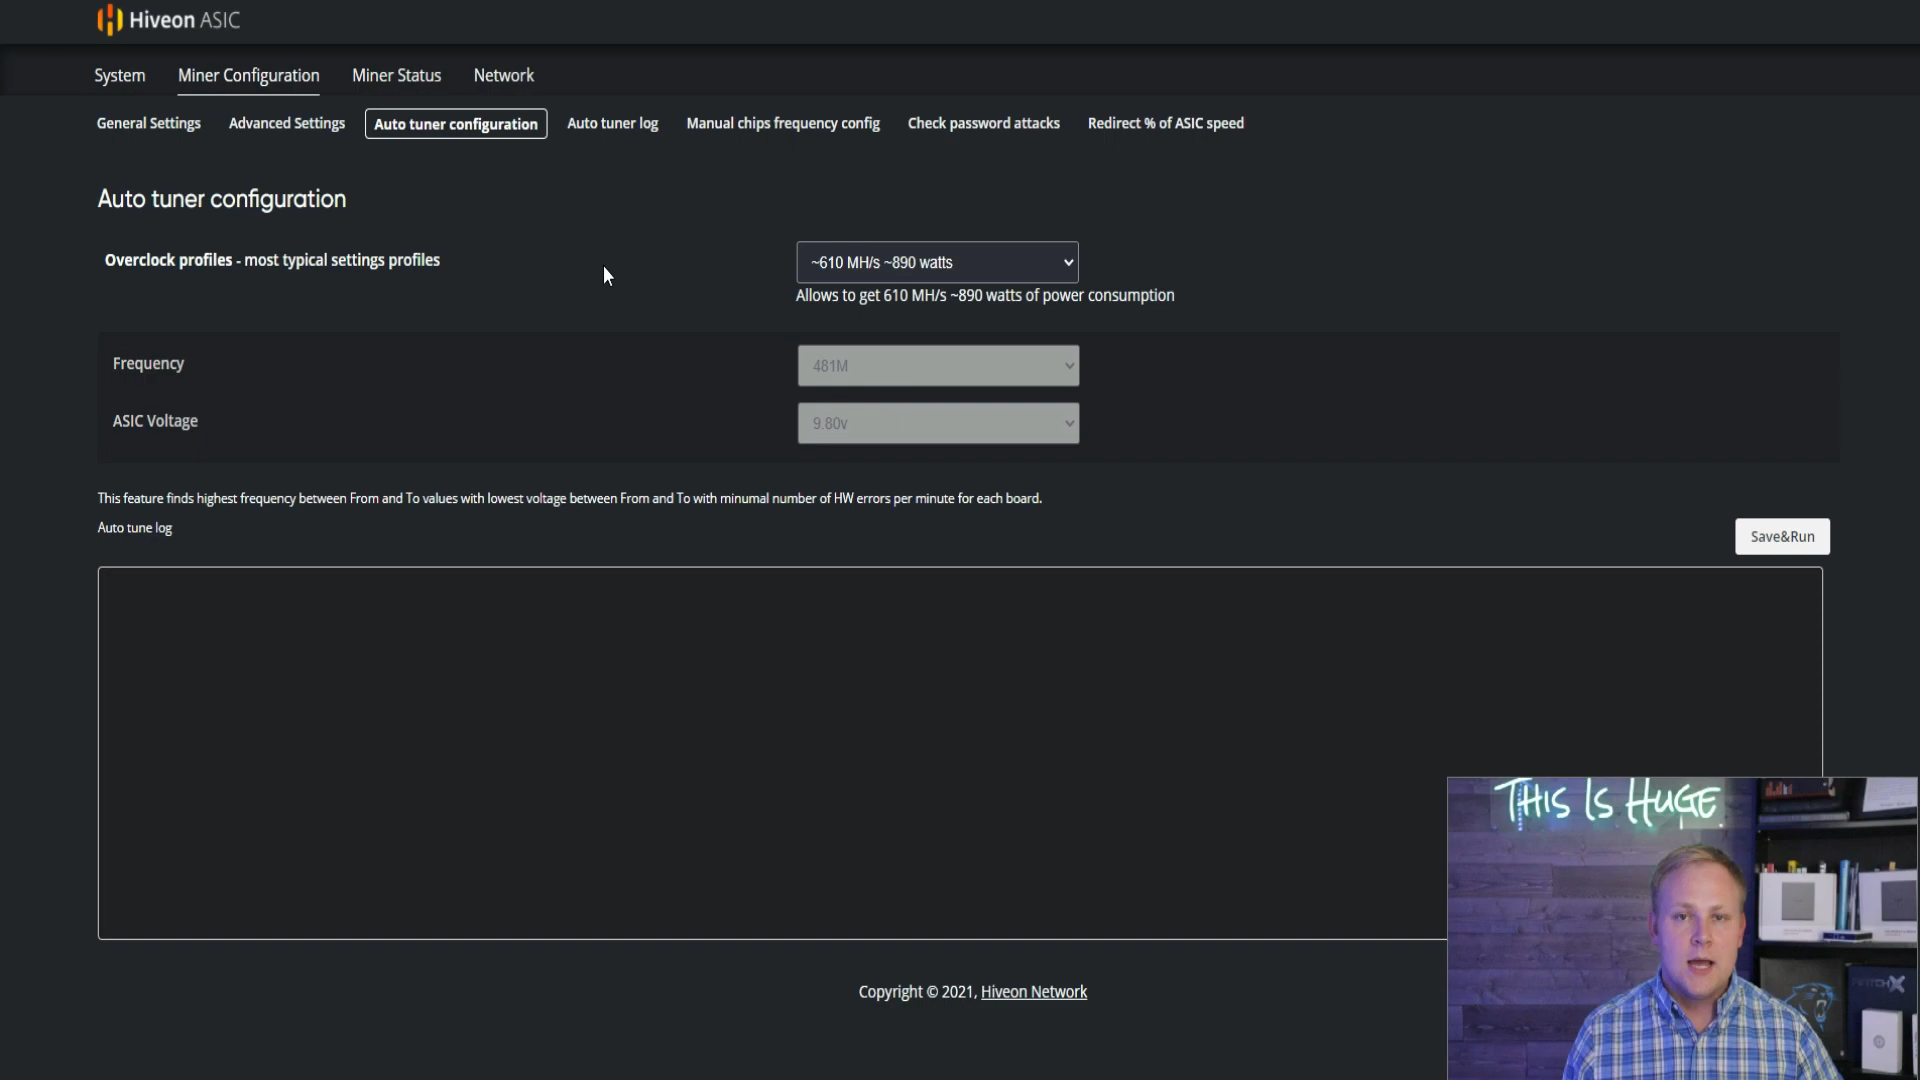 Hiveon ASIC
System Miner Configuration Miner Status Network
General Settings Advanced Settings Auto tuner configuration Auto tuner log Manual chips frequency config Check password attacks Redirect % of ASIC speed
Auto tuner configuration
Overclock profiles - most typical settings profiles
~610 MH/s ~890 watts
Allows to get 610 MH/s ~890 watts of power consumption
Frequency
481M
ASIC Voltage
9.80v
This feature finds highest frequency between From and To values with lowest voltage between From and To with minumal number of HW errors per minute for each board.
Auto tune log
Save&Run
THIS IS HUGE
Copyright © 2021, Hiveon Network